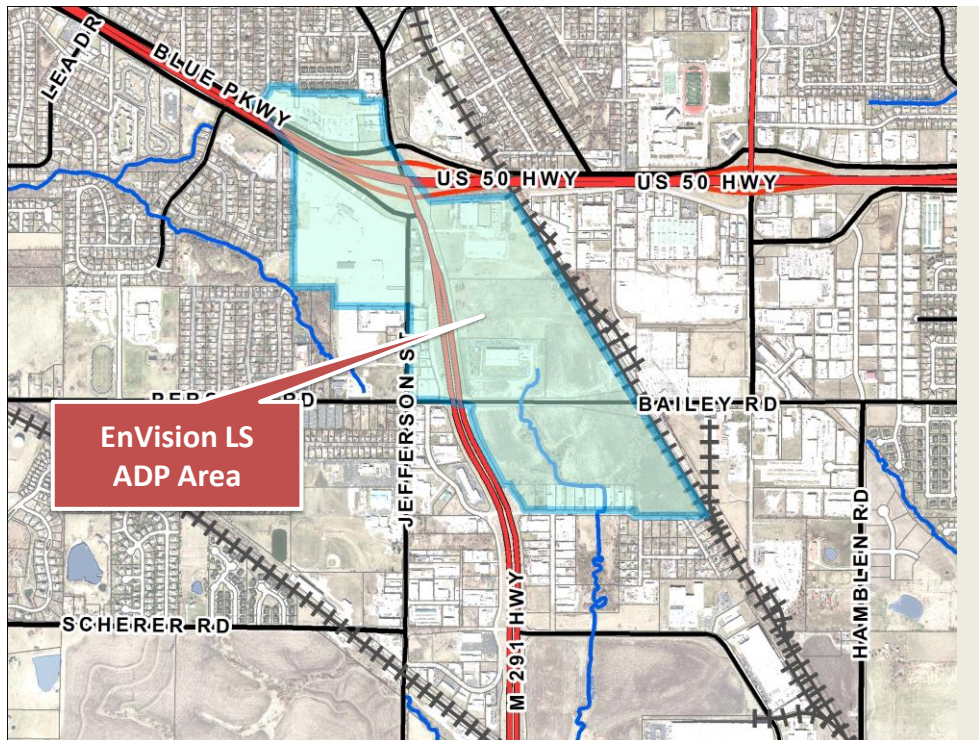 LEA DR
BLUE PKWY
US 50 HWY
US 50 HWY
JEFFERSON ST
RD
BAILEY RD
EnVision LS
ADP Area
HAMBLEN RD
M 291 HWY
SCHERER RD